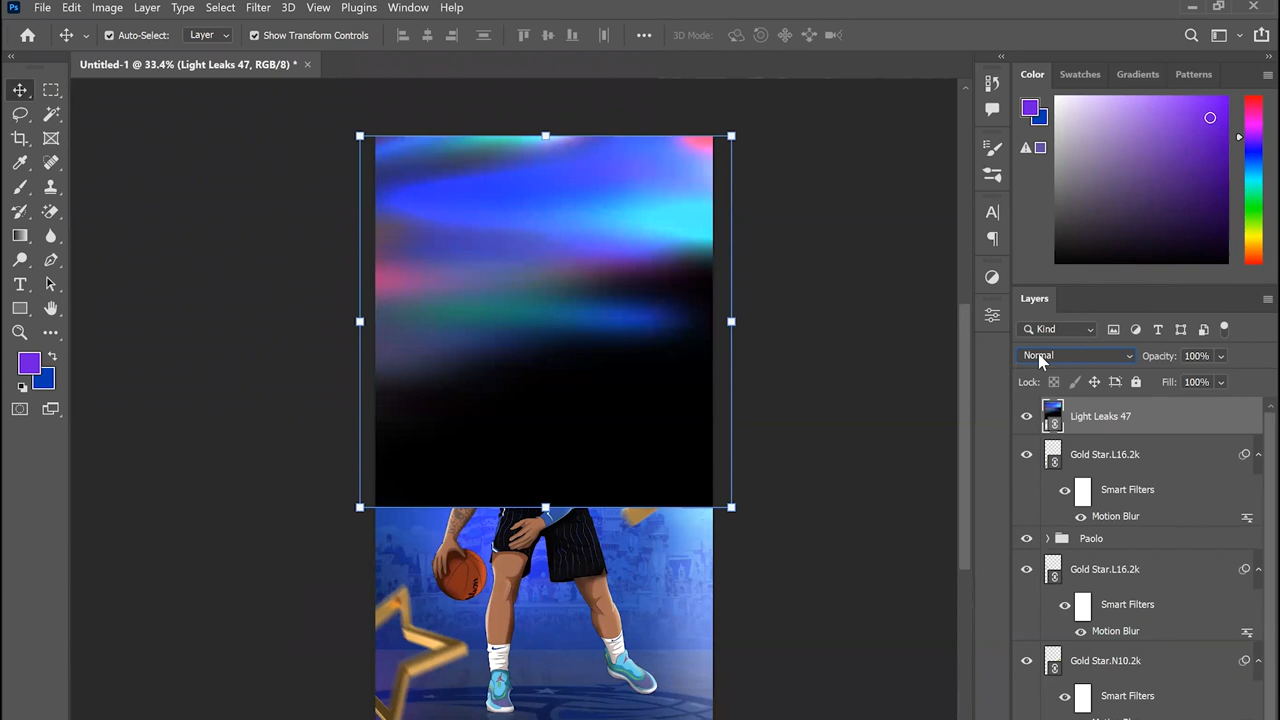 Ps File Edit Image Layer Type Select Filter 3D View Plugins Window Help
Auto-Select: Layer Show Transform Controls 3D Mode:
Untitled-1 @ 33.4% (Light Leaks 47, RGB/8) *
Color Swatches Gradients Patterns
Layers
Kind
Normal Opacity: 100%
Lock: Fill: 100%
Light Leaks 47
Gold Star.L16.2k
Smart Filters
Motion Blur
Paolo
Gold Star.L16.2k
Smart Filters
Motion Blur
Gold Star.N10.2k
Smart Filters
Motion Blur